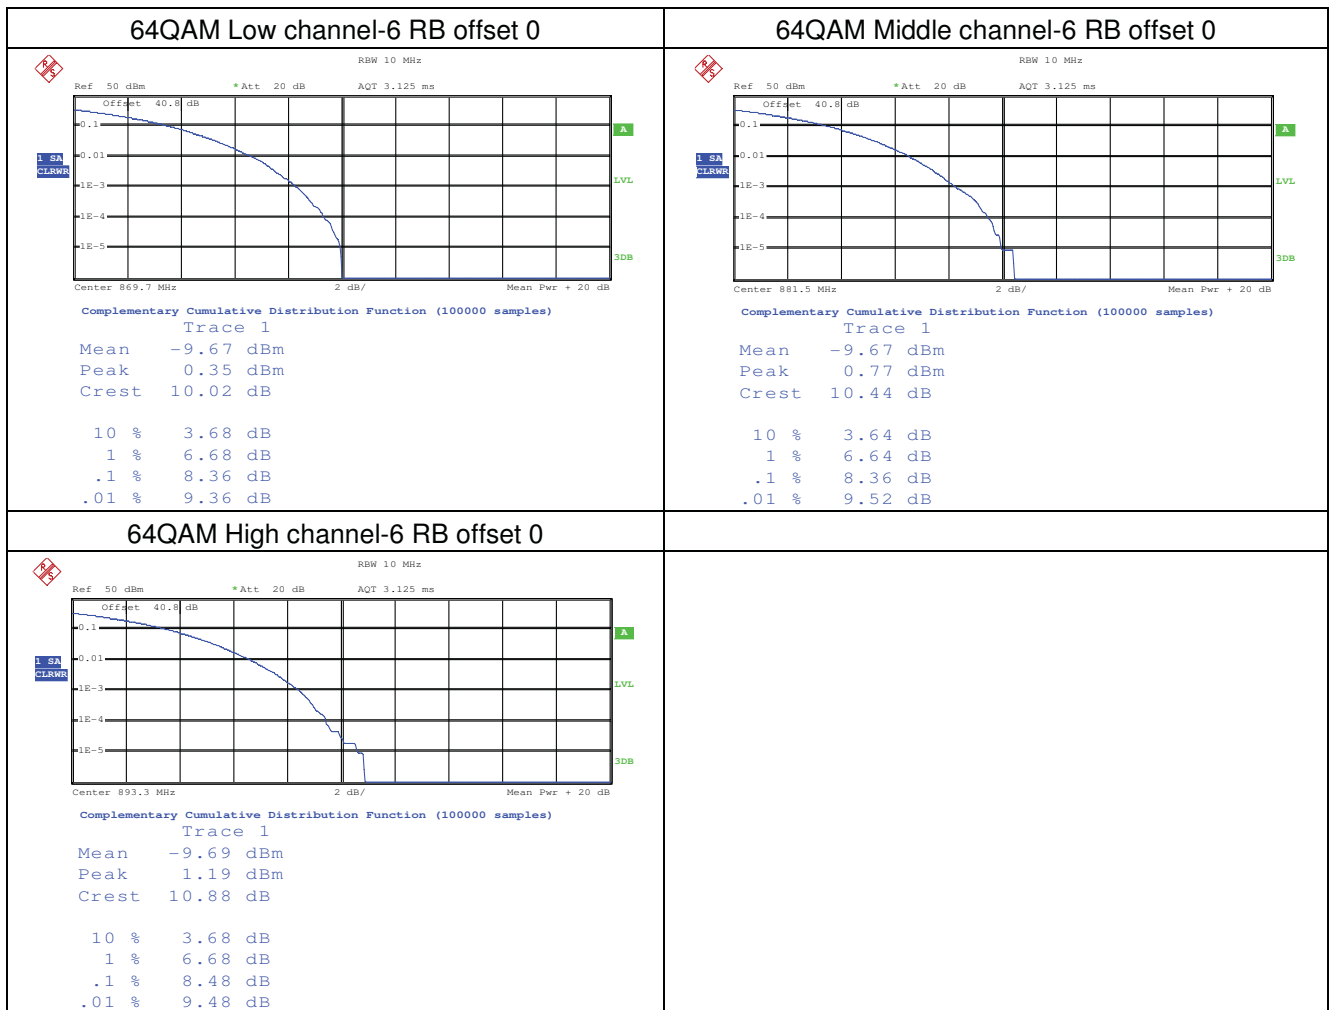 64QAM Low channel-6 RB offset 0
R S
RBW 10 MHz
Ref 50 dBm *Att 20 dB AQT 3.125 ms
Offset 40.8 dB
0.1
A
0.01
1 SA
CLRWR
1E-3
LVL
1E-4
1E-5
3DB
Center 869.7 MHz 2 dB/ Mean Pwr + 20 dB
Complementary Cumulative Distribution Function (100000 samples)
Trace 1
Mean -9.67 dBm
Peak 0.35 dBm
Crest 10.02 dB
10 % 3.68 dB
1 % 6.68 dB
.1 % 8.36 dB
.01 % 9.36 dB
64QAM Middle channel-6 RB offset 0
R S
RBW 10 MHz
Ref 50 dBm *Att 20 dB AQT 3.125 ms
Offset 40.8 dB
0.1
A
0.01
1 SA
CLRWR
1E-3
LVL
1E-4
1E-5
3DB
Center 881.5 MHz 2 dB/ Mean Pwr + 20 dB
Complementary Cumulative Distribution Function (100000 samples)
Trace 1
Mean -9.67 dBm
Peak 0.77 dBm
Crest 10.44 dB
10 % 3.64 dB
1 % 6.64 dB
.1 % 8.36 dB
.01 % 9.52 dB
64QAM High channel-6 RB offset 0
R S
RBW 10 MHz
Ref 50 dBm *Att 20 dB AQT 3.125 ms
Offset 40.8 dB
0.1
A
0.01
1 SA
CLRWR
1E-3
LVL
1E-4
1E-5
3DB
Center 893.3 MHz 2 dB/ Mean Pwr + 20 dB
Complementary Cumulative Distribution Function (100000 samples)
Trace 1
Mean -9.69 dBm
Peak 1.19 dBm
Crest 10.88 dB
10 % 3.68 dB
1 % 6.68 dB
.1 % 8.48 dB
.01 % 9.48 dB